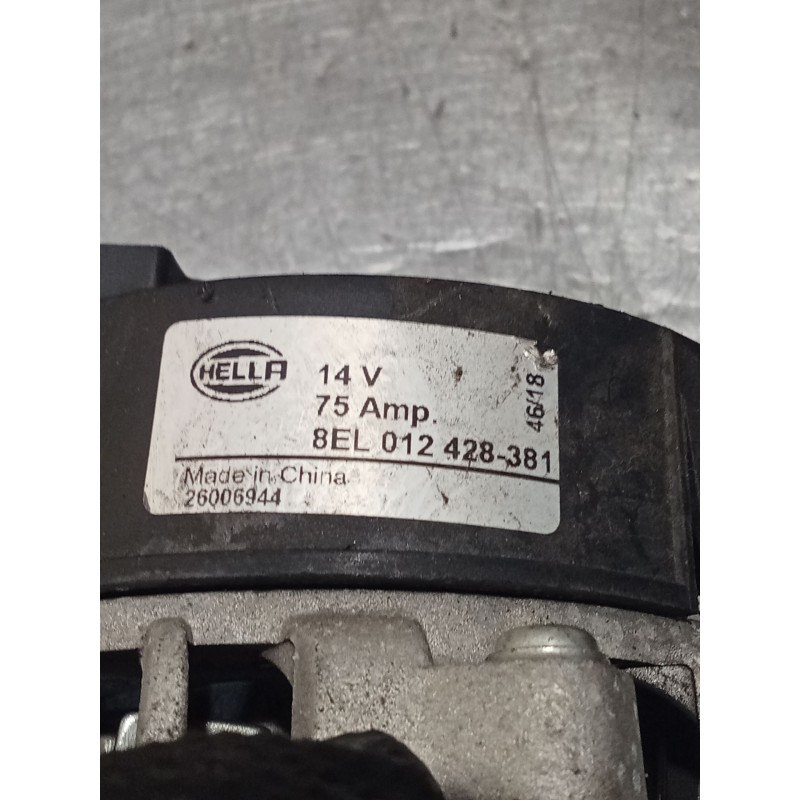 HELLA
14 V
75 Amp.
8EL 012 428-381
46/18
Made in China
26006944